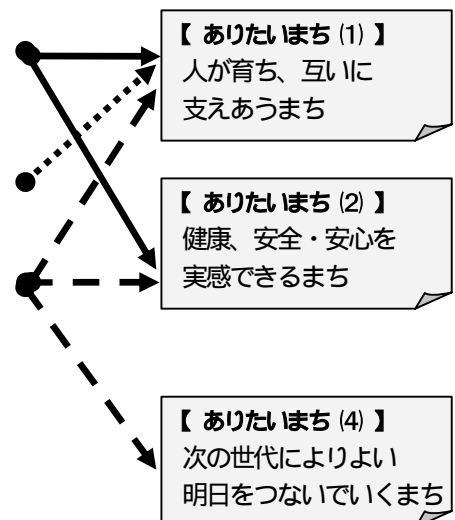 【 ありたいまち (1) 】
人が育ち、互いに
支えあうまち
【 ありたいまち (2) 】
健康、安全・安心を
実感できるまち
【 ありたいまち (4) 】
次の世代によりよい
明日をつないでいくまち